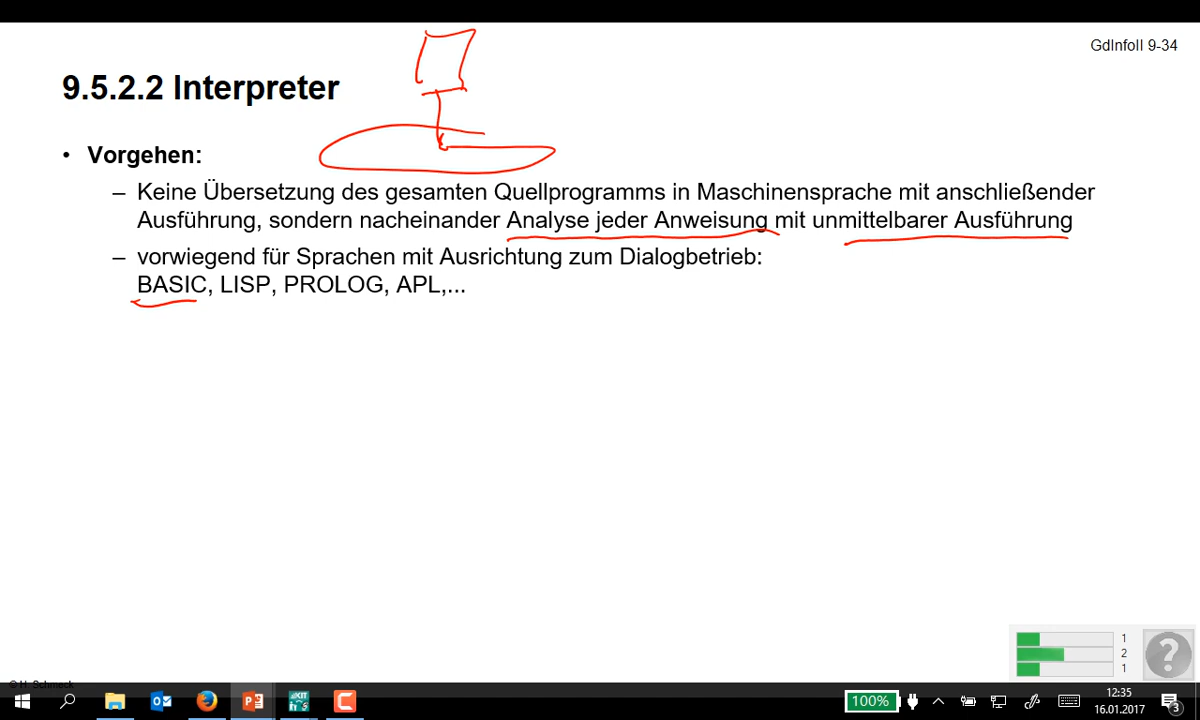 GdInfoII 9-34
9.5.2.2 Interpreter
• Vorgehen:
– Keine Übersetzung des gesamten Quellprogramms in Maschinensprache mit anschließender
Ausführung, sondern nacheinander Analyse jeder Anweisung mit unmittelbarer Ausführung
– vorwiegend für Sprachen mit Ausrichtung zum Dialogbetrieb:
BASIC, LISP, PROLOG, APL,...
1
2
1
?
© H. Schmeck
100%
12:35
16.01.2017
3